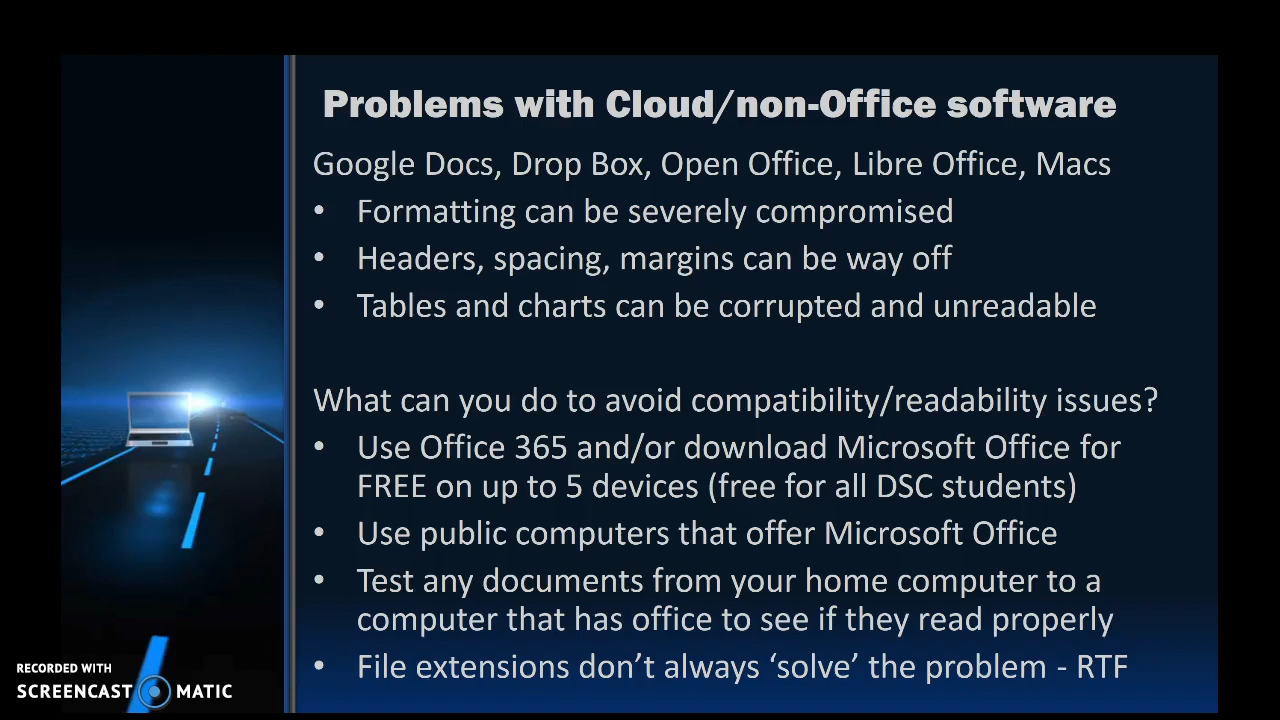 Problems with Cloud/non-Office software
Google Docs, Drop Box, Open Office, Libre Office, Macs
• Formatting can be severely compromised
• Headers, spacing, margins can be way off
• Tables and charts can be corrupted and unreadable
What can you do to avoid compatibility/readability issues?
• Use Office 365 and/or download Microsoft Office for
FREE on up to 5 devices (free for all DSC students)
• Use public computers that offer Microsoft Office
• Test any documents from your home computer to a
computer that has office to see if they read properly
• File extensions don’t always ‘solve’ the problem - RTF
RECORDED WITH
SCREENCAST MATIC